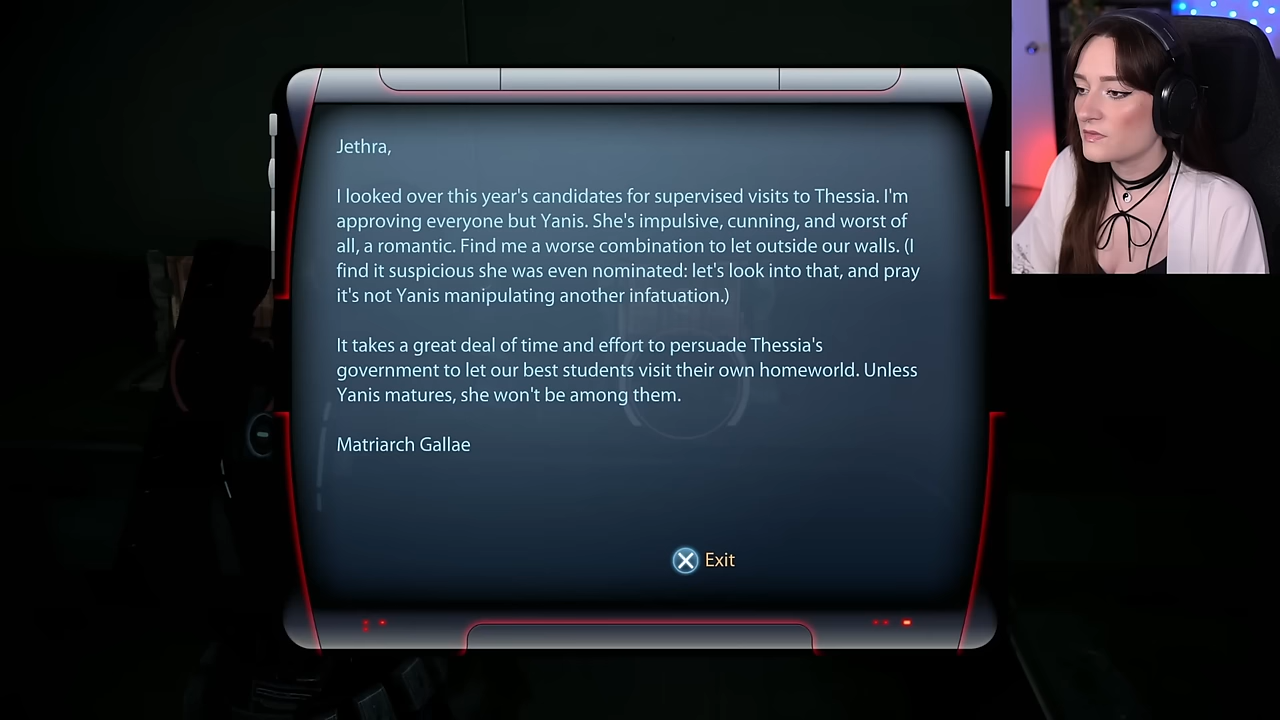 Jethra,
I looked over this year's candidates for supervised visits to Thessia. I'm
approving everyone but Yanis. She's impulsive, cunning, and worst of
all, a romantic. Find me a worse combination to let outside our walls. (I
find it suspicious she was even nominated: let's look into that, and pray
it's not Yanis manipulating another infatuation.)
It takes a great deal of time and effort to persuade Thessia's
government to let our best students visit their own homeworld. Unless
Yanis matures, she won't be among them.
Matriarch Gallae
Exit